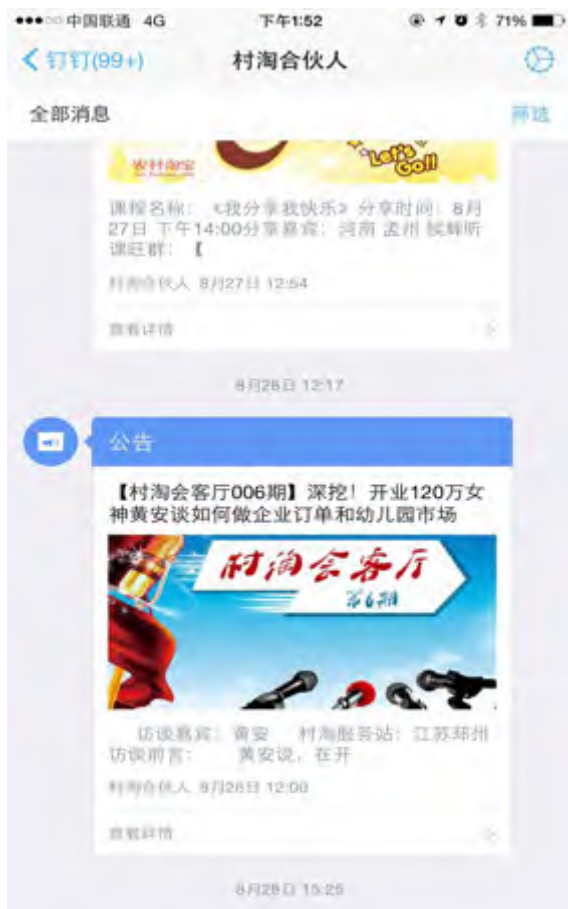 中国联通 4G 下午1:52 71%
钉钉(99+) 村淘合伙人
全部消息 筛选
农村淘宝
Let's
Go!!
课程名称: 《我分享我快乐》 分享时间: 8月
27日 下午14:00分享嘉宾: 河南 孟州 候辉听
课旺群: 【
村淘合伙人 8月27日 12:54
查看详情
8月28日 12:17
公告
【村淘会客厅006期】深挖! 开业120万女
神黄安谈如何做企业订单和幼儿园市场
村淘会客厅
第6期
访谈嘉宾: 黄安 村淘服务站: 江苏邳州
访谈前言: 黄安说, 在开
村淘合伙人 8月28日 12:00
查看详情
8月29日 15:25